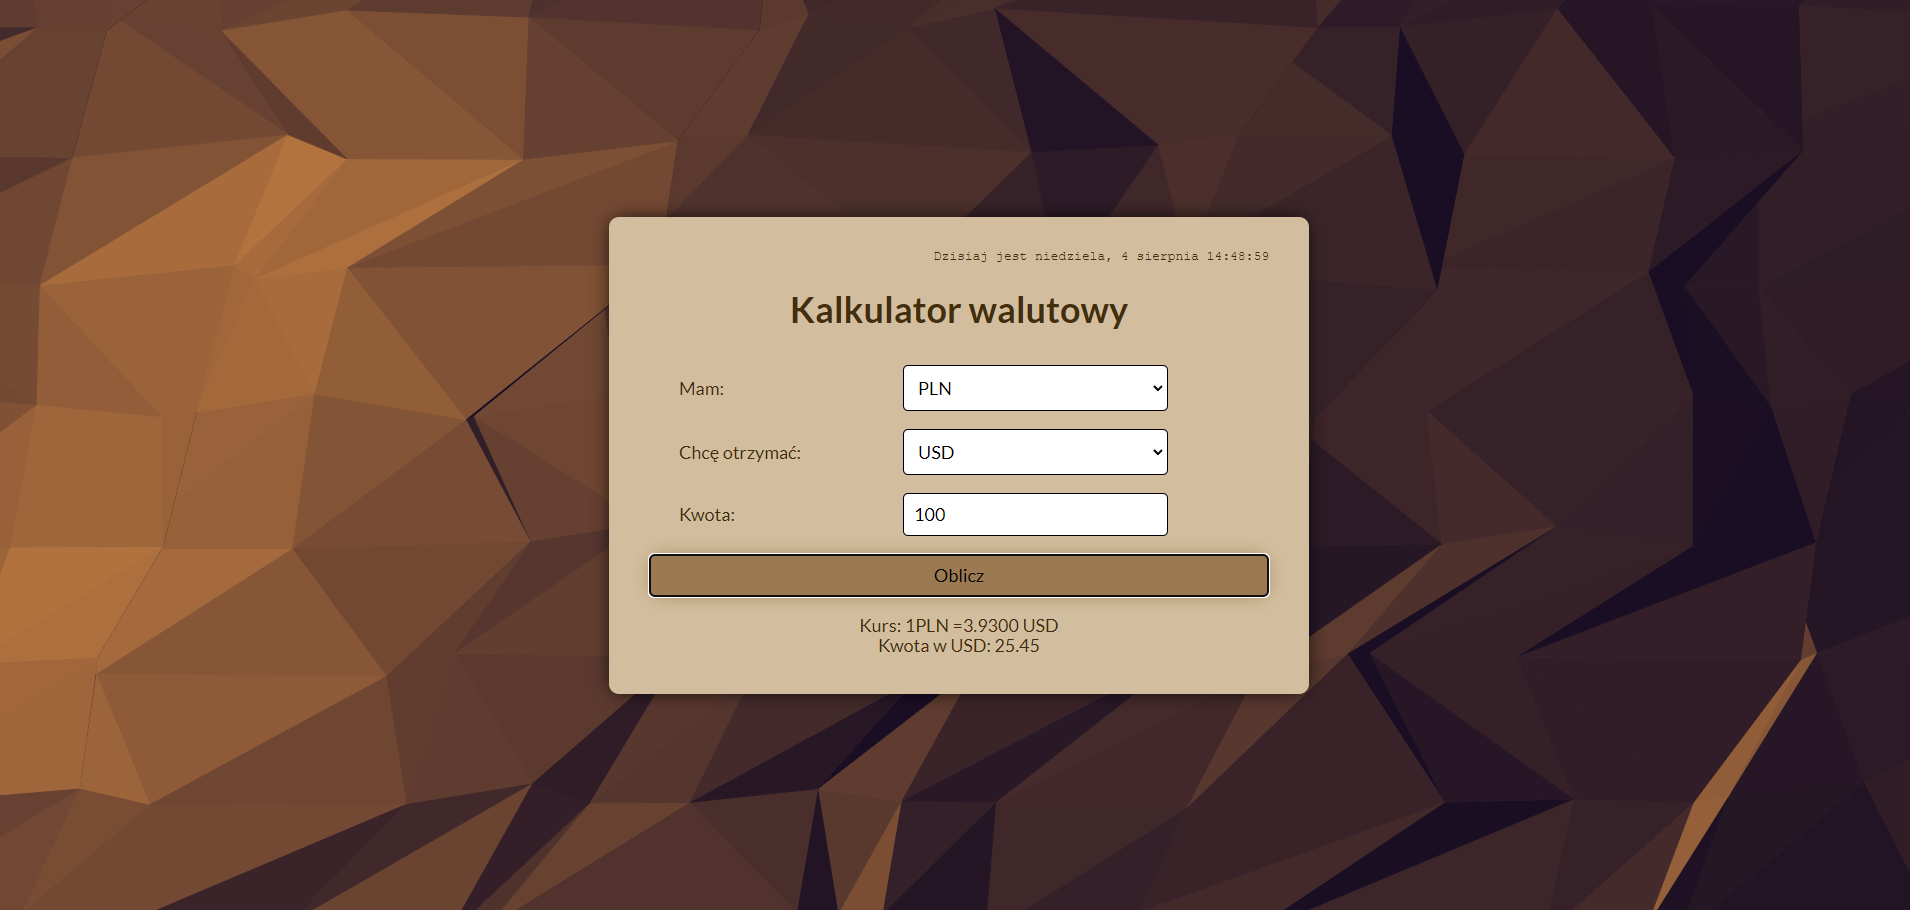 Dzisiaj jest niedziela, 4 sierpnia 14:48:59
Kalkulator walutowy
Mam:
PLN
Chcę otrzymać:
USD
Kwota:
100
Oblicz
Kurs: 1PLN =3.9300 USD
Kwota w USD: 25.45